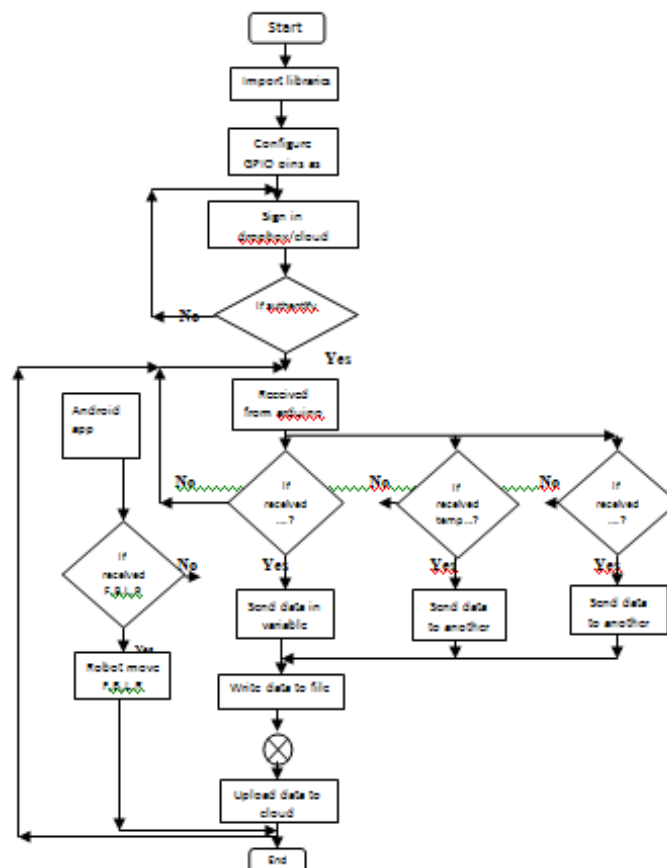 Start
Import libraries
Configure
GPIO pins as
Sign in
dropbox/cloud
If authentify
No
Yes
Received
from arduino
Android
app
No
If
received
....?
No
If
received
temp...?
No
If
received
....?
If
received
F,B,L,R
No
Yes
Yes
Yes
Send data in
variable
Send data
to another
Send data
to another
Yes
Robot move
F,B,L,R
Write data to file
Upload data to
cloud
End